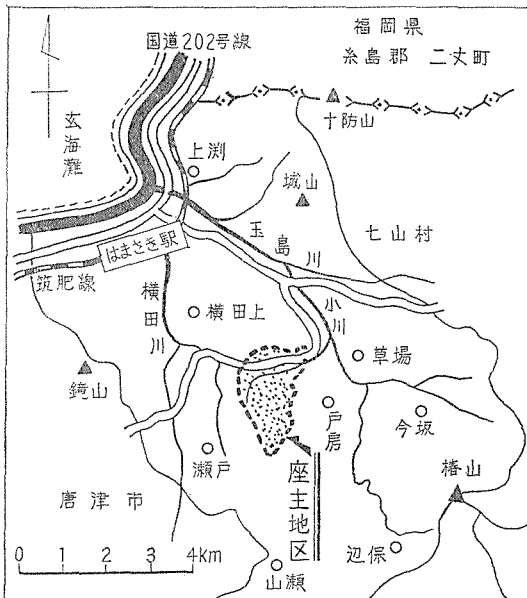 福岡県
糸島郡 二丈町
国道202号線
十防山
玄海灘
上渕
城山
七山村
玉島川
はまさき駅
筑肥線
横田川
横田上
小川
草場
鏡山
戸房
今坂
瀬戸
座主地区
椿山
唐津市
辺保
0 1 2 3 4km
山瀬